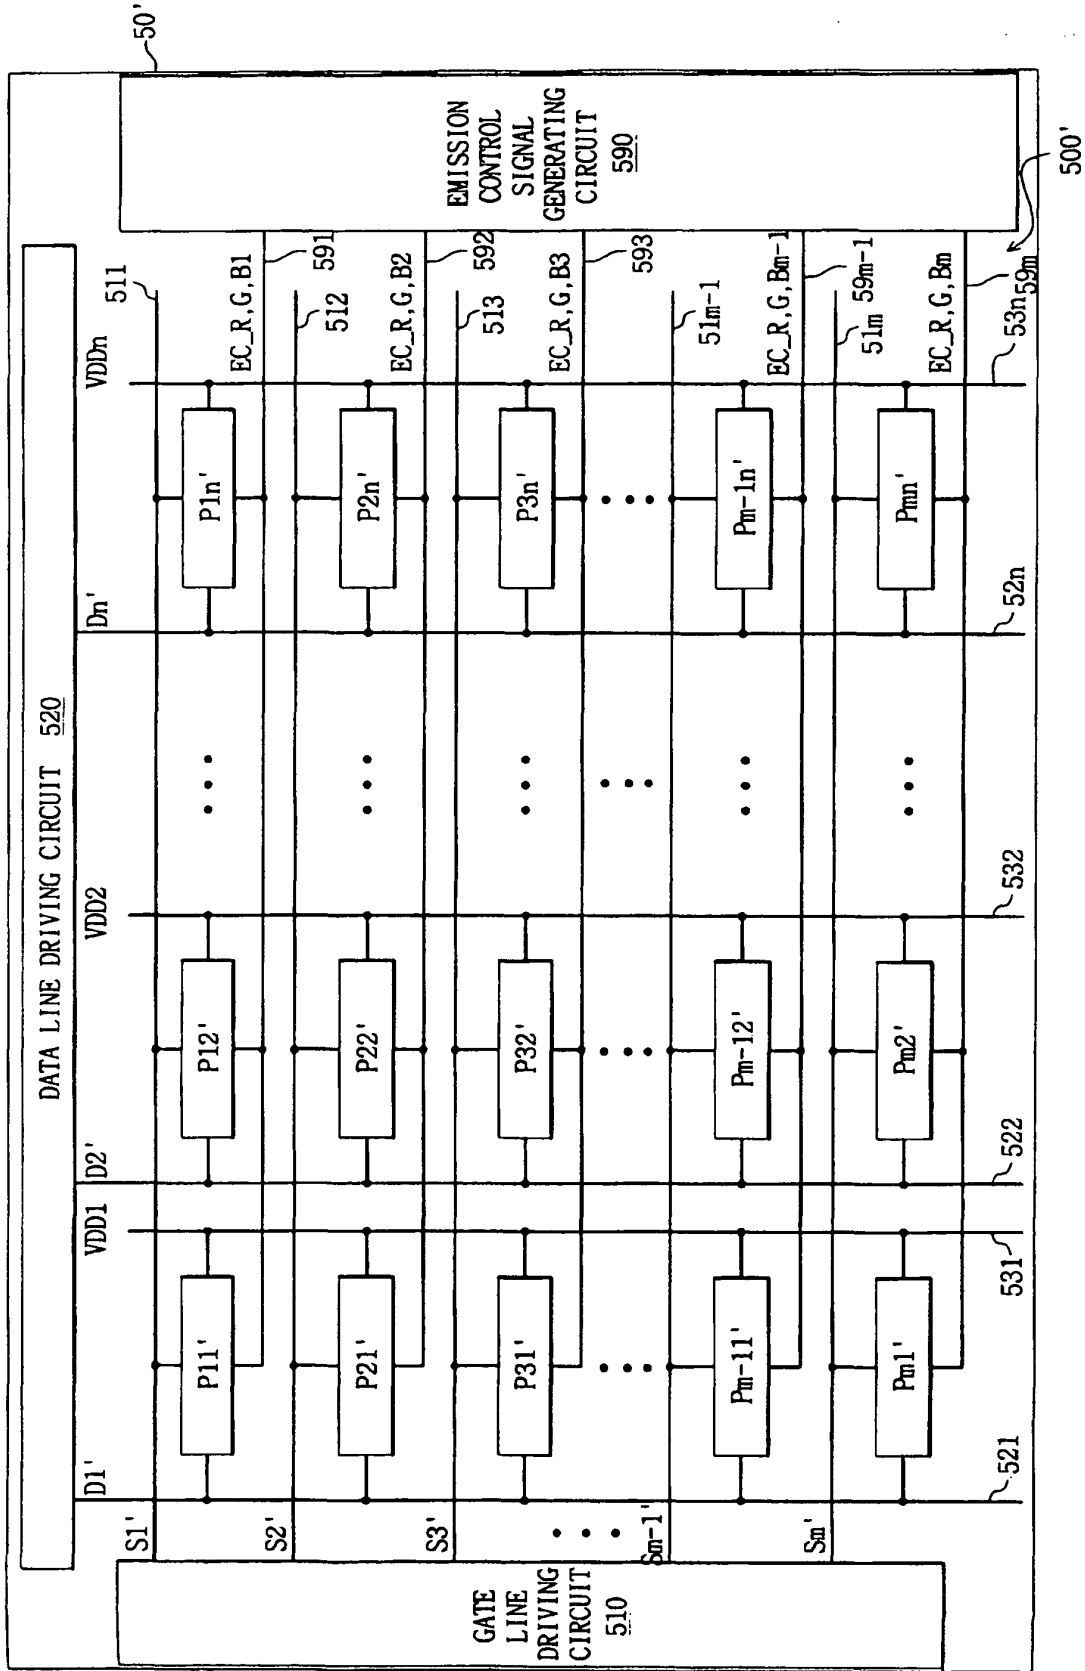 50'
DATA LINE DRIVING CIRCUIT 520
D1' VDD1 D2' VDD2 Dn' VDDn
GATE
LINE
DRIVING
CIRCUIT
510
EMISSION
CONTROL
SIGNAL
GENERATING
CIRCUIT
590
S1' 511
P11' P12' P1n'
EC_R,G,B1
591
S2' 512
P21' P22' P2n'
EC_R,G,B2
592
S3' 513
P31' P32' P3n'
EC_R,G,B3
593
Sm-1' 51m-1
Pm-11' Pm-12' Pm-1n'
EC_R,G,Bm-1
59m-1
Sm' 51m
Pm1' Pm2' Pmn'
EC_R,G,Bm
59m
521 531 522 532 52n 53n
500'